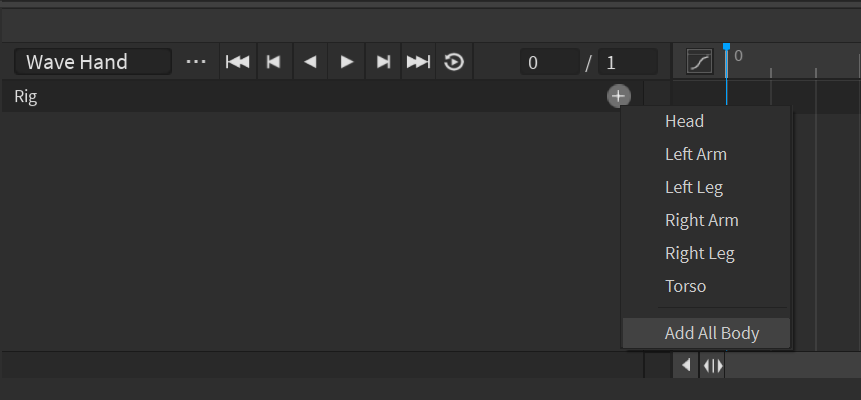 Wave Hand ... 0 / 1 0
Rig
Head
Left Arm
Left Leg
Right Arm
Right Leg
Torso
Add All Body